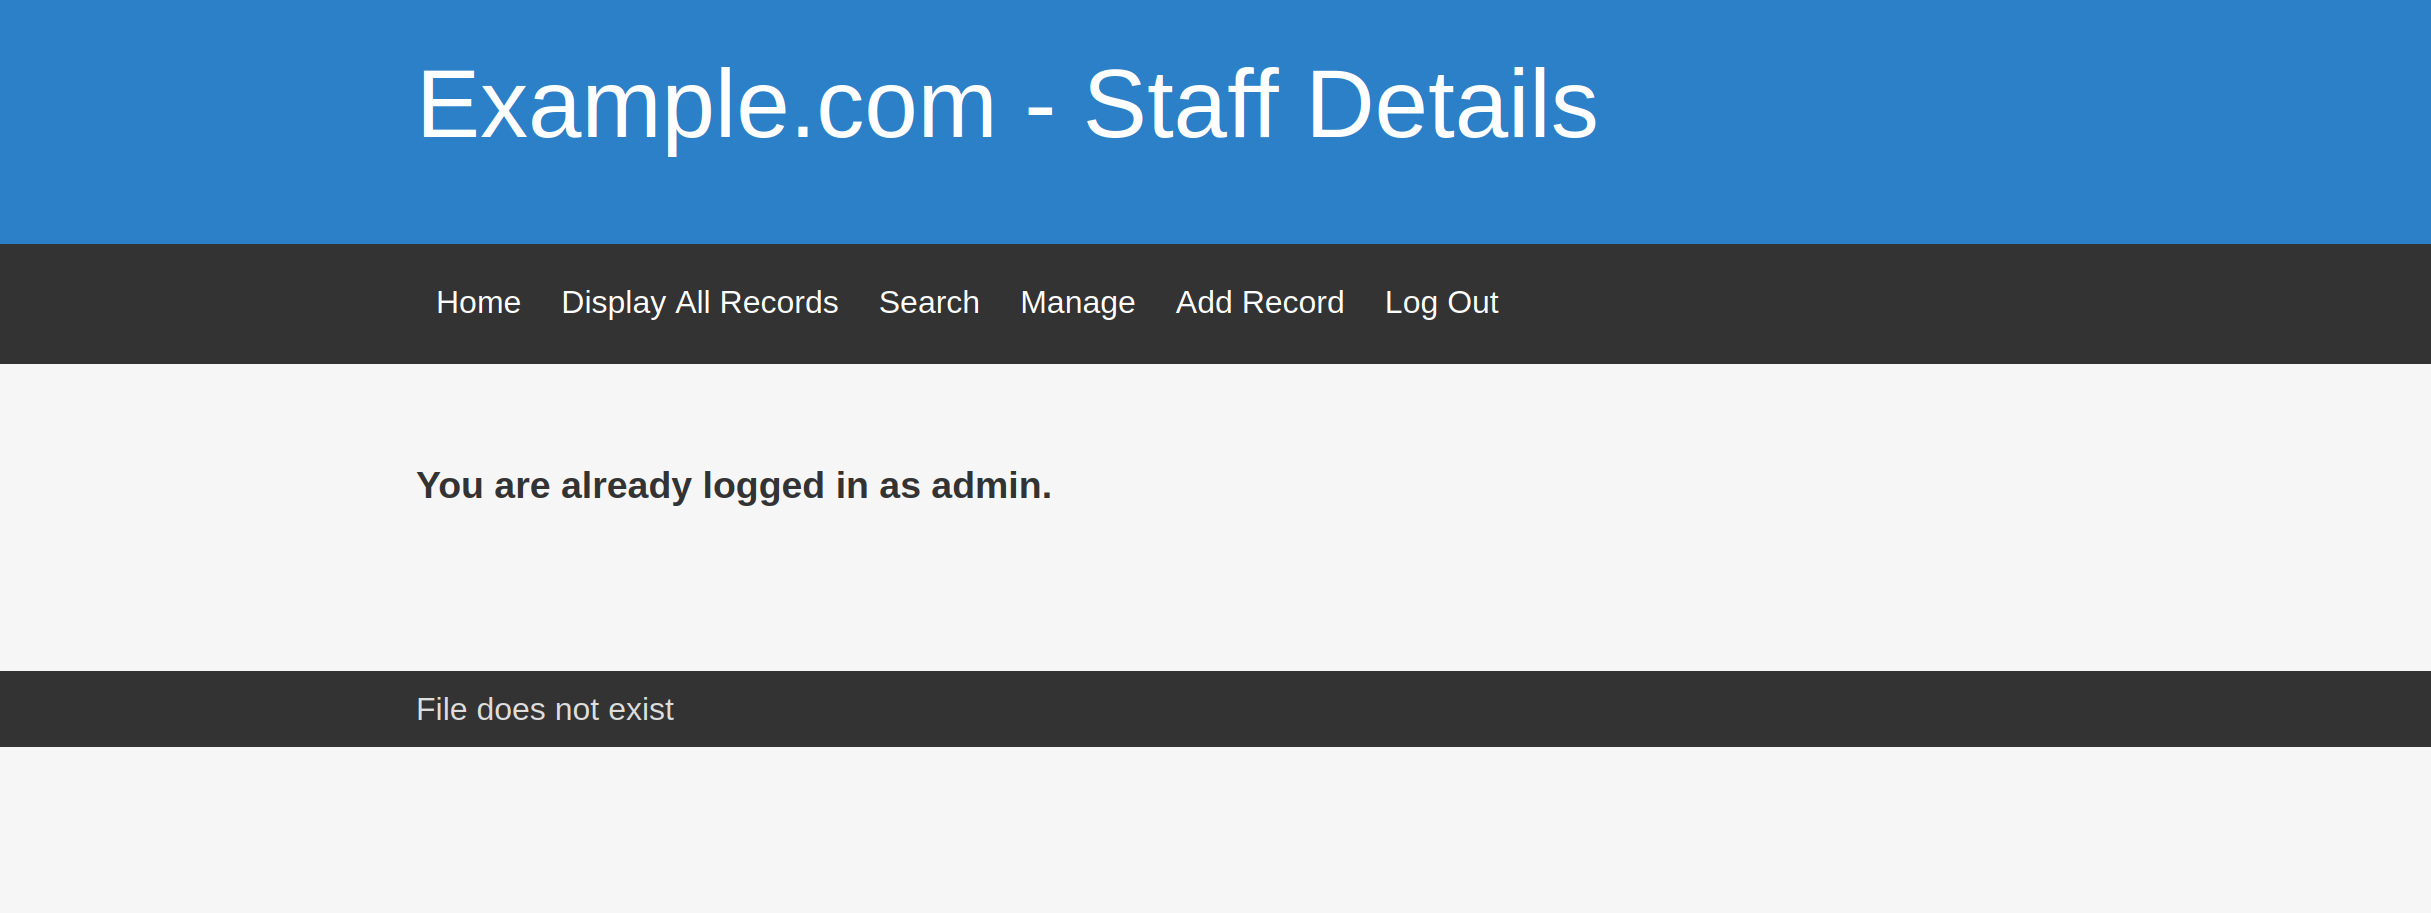 Example.com - Staff Details
Home Display All Records Search Manage Add Record Log Out
You are already logged in as admin.
File does not exist